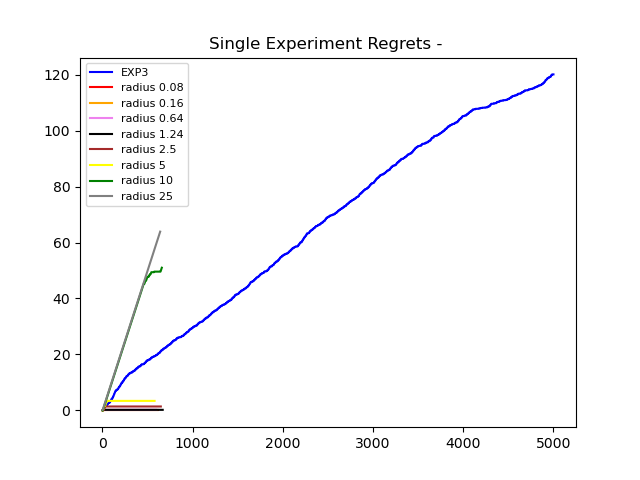 Single Experiment Regrets -
120
100
80
60
40
20
0
EXP3
radius 0.08
radius 0.16
radius 0.64
radius 1.24
radius 2.5
radius 5
radius 10
radius 25
0 1000 2000 3000 4000 5000